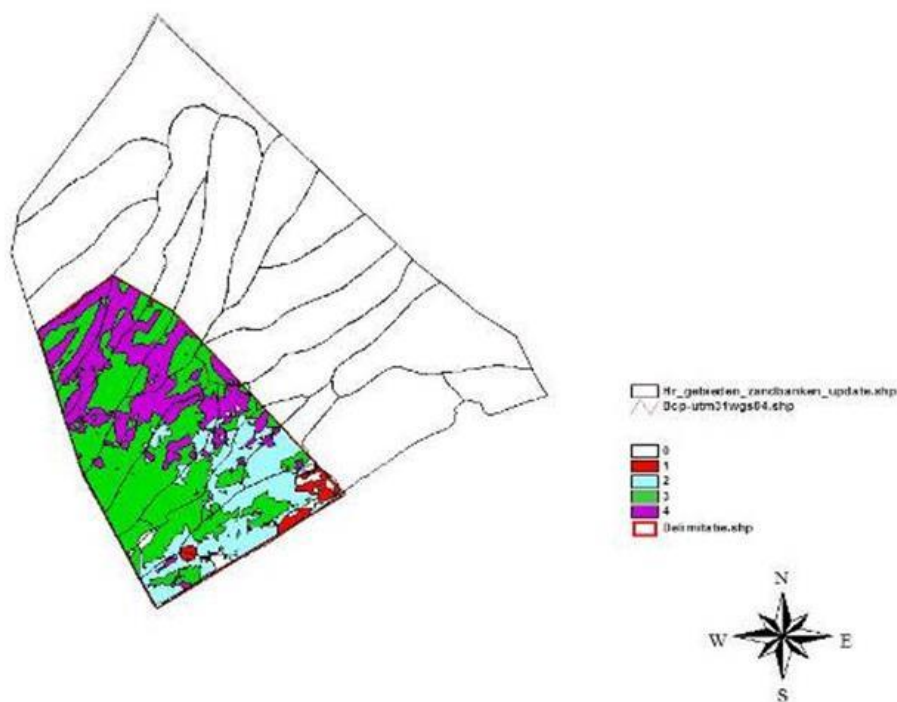 Hr_gebieden_zandbanken_update.shp
Bcp-utm31wgs84.shp
0
1
2
3
4
Delimitatie.shp
N
W E
S